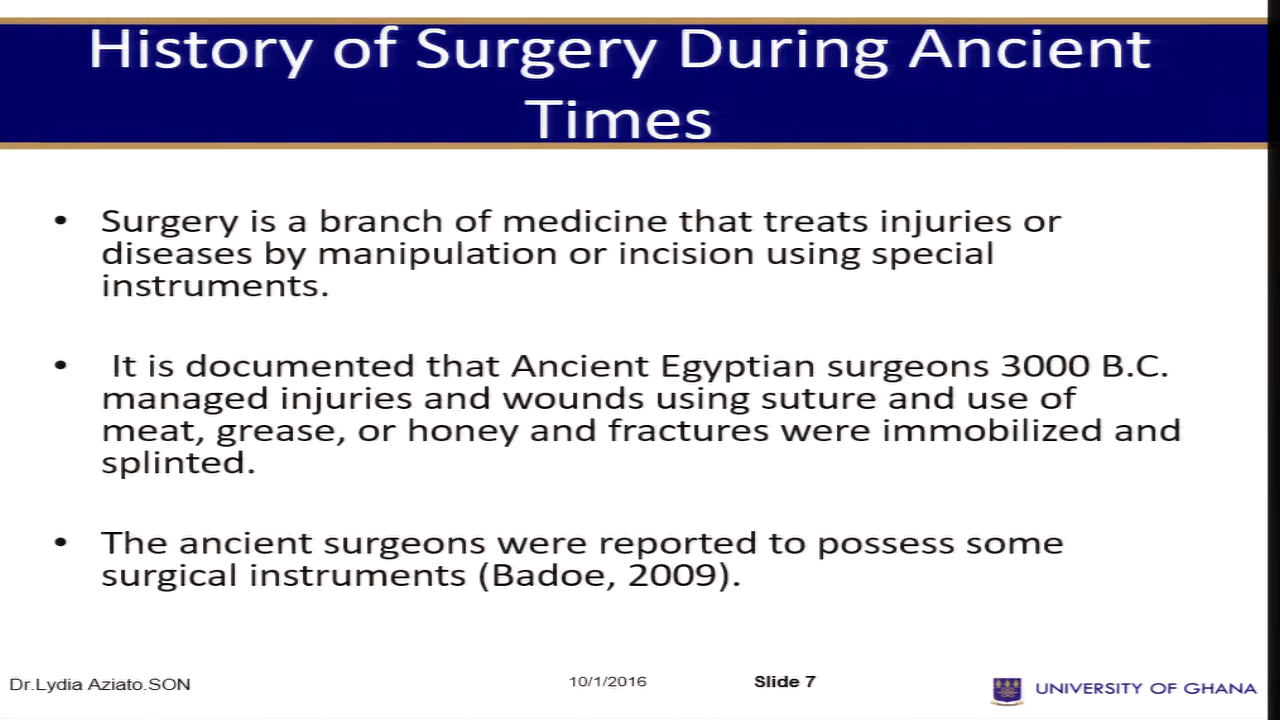 History of Surgery During Ancient
Times
• Surgery is a branch of medicine that treats injuries or
diseases by manipulation or incision using special
instruments.
• It is documented that Ancient Egyptian surgeons 3000 B.C.
managed injuries and wounds using suture and use of
meat, grease, or honey and fractures were immobilized and
splinted.
• The ancient surgeons were reported to possess some
surgical instruments (Badoe, 2009).
Dr.Lydia Aziato.SON
10/1/2016
Slide 7
UNIVERSITY OF GHANA